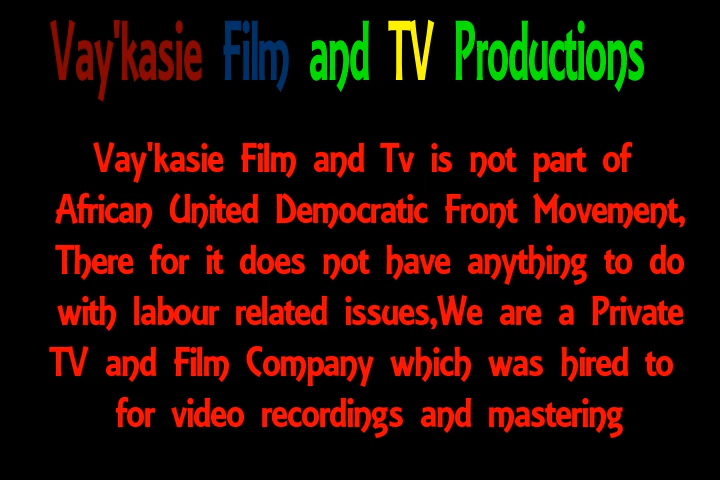 Vay'kasie Film and TV Productions
Vay'kasie Film and Tv is not part of
African United Democratic Front Movement,
There for it does not have anything to do
with labour related issues,We are a Private
TV and Film Company which was hired to
for video recordings and mastering